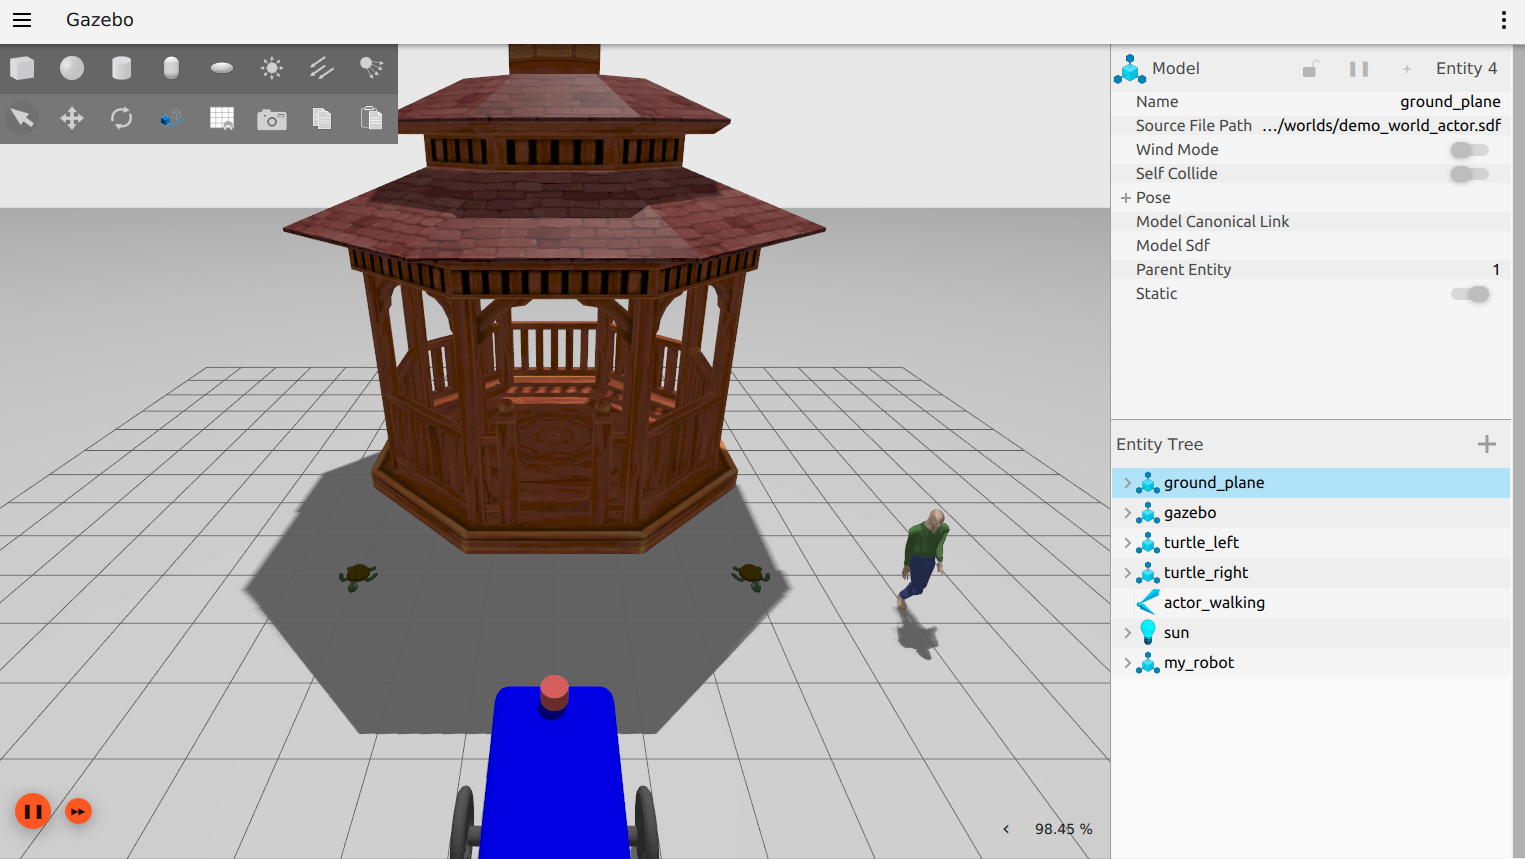 Gazebo
Model
Entity 4
Name
ground_plane
Source File Path
.../worlds/demo_world_actor.sdf
Wind Mode
Self Collide
Pose
Model Canonical Link
Model Sdf
Parent Entity
1
Static
Entity Tree
ground_plane
gazebo
turtle_left
turtle_right
actor_walking
sun
my_robot
98.45 %